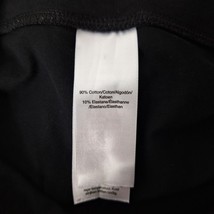 90% Cotton/Coton/Algodón/
Katoen
10% Elastane/Elasthanne
/Elastano/Elasthan/